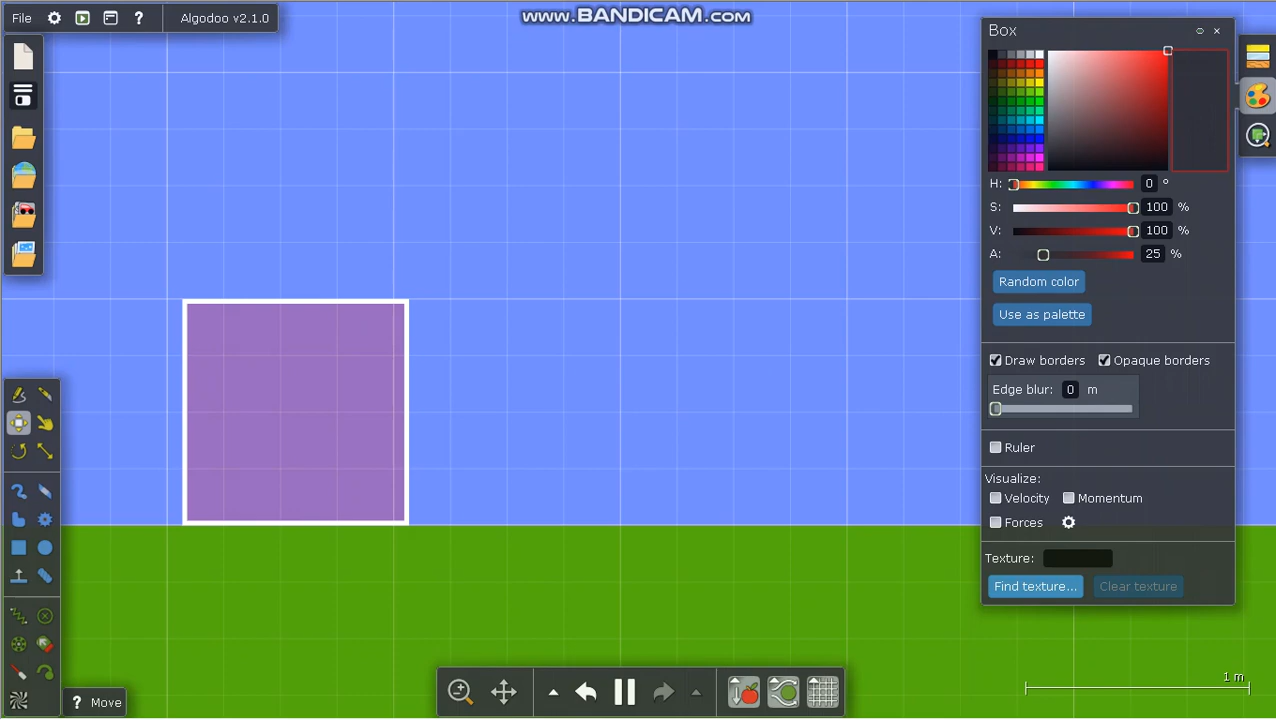 File
?
Algodoo v2.1.0
www.BANDICAM.com
Box
H: 0 °
S: 100 %
V: 100 %
A: 25 %
Random color
Use as palette
Draw borders
Opaque borders
Edge blur: 0 m
Ruler
Visualize:
Velocity
Momentum
Forces
Texture:
Find texture...
Clear texture
1 m
? Move